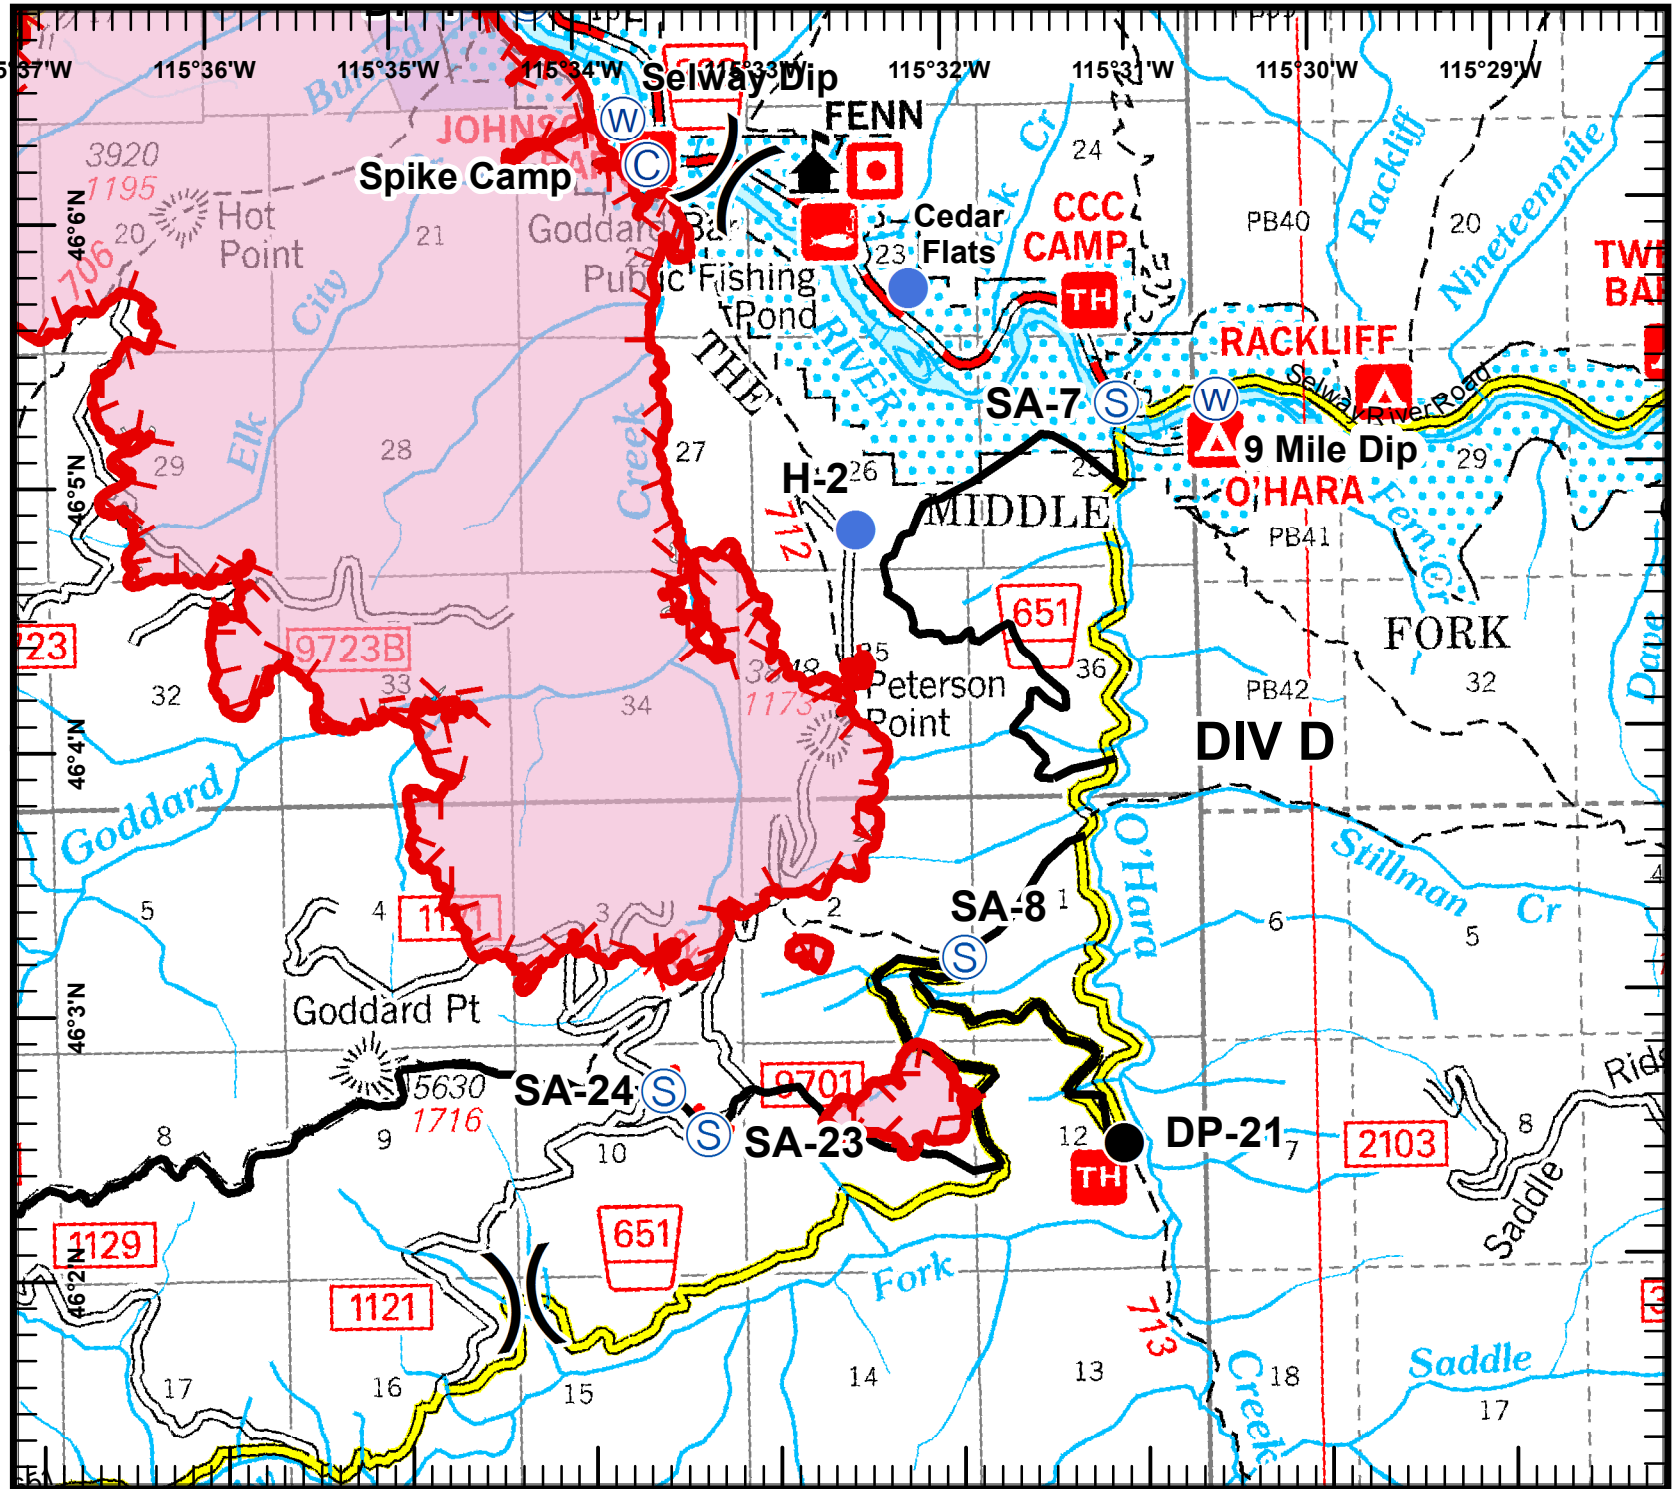 115°36'W
115°35'W
115°34'W
115°33'W
115°32'W
115°31'W
115°30'W
115°29'W
Selway Dip
W
FENN
Spike Camp
C
3920
1195
Hot
Point
20
21
706
46°6'N
Goddard Bar
Public Fishing
Pond
Cedar
Flats
23
24
Cr
CCC
CAMP
TH
PB40
20
Rackliff
Nineteenmile
RACKLIFF
Selway River Road
RIVER
THE
SA-7
S
W
9 Mile Dip
O'HARA
City
Elk
Creek
27
28
29
26
25
29
H-2
712
MIDDLE
PB41
Fern Cr
46°5'N
651
FORK
9723B
32
33
34
35
36
PB42
32
Dave
1173
Peterson
Point
DIV D
46°4'N
Goddard
O'Hara
Stillman
Cr
5
4
3
2
1
6
5
4
SA-8
S
Goddard Pt
46°3'N
5630
1716
SA-24
S
S
SA-23
9701
DP-21
TH
8
9
10
12
7
8
2103
Saddle
1129
651
1121
46°2'N
Fork
713
Creek
Saddle
17
16
15
14
13
18
17